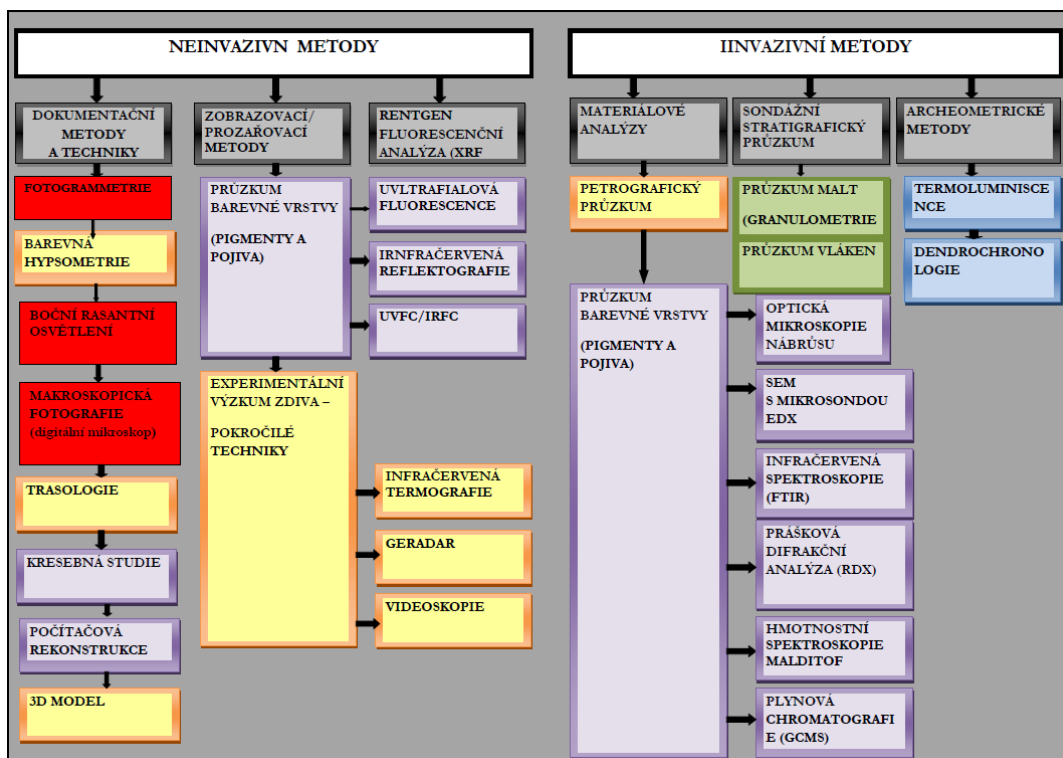 NEINVAZIVN METODY
DOKUMENTAČNÍ
METODY
A TECHNIKY
FOTOGRAMMETRIE
BAREVNÁ
HYPSOMETRIE
BOČNÍ RASANTNÍ
OSVĚTLENÍ
MAKROSKOPICKÁ
FOTOGRAFIE
(digitální mikroskop)
TRASOLOGIE
KRESEBNÁ STUDIE
POČÍTAČOVÁ
REKONSTRUKCE
3D MODEL
ZOBRAZOVACÍ/
PROZAŘOVACÍ
METODY
PRŮZKUM
BAREVNÉ VRSTVY
(PIGMENTY A
POJIVA)
EXPERIMENTÁLNÍ
VÝZKUM ZDIVA –
POKROČILÉ
TECHNIKY
RENTGEN
FLUORESCENČNÍ
ANALÝZA (XRF
UVLTRAFIALOVÁ
FLUORESCENCE
IRNFRAČERVENÁ
REFLEKTOGRAFIE
UVFC/IRFC
INFRAČERVENÁ
TERMOGRAFIE
GERADAR
VIDEOSKOPIE
IINVAZIVNÍ METODY
MATERIÁLOVÉ
ANALÝZY
PETROGRAFICKÝ
PRŮZKUM
PRŮZKUM
BAREVNÉ VRSTVY
(PIGMENTY A
POJIVA)
SONDÁŽNÍ
STRATIGRAFICKÝ
PRŮZKUM
PRŮZKUM MALT
(GRANULOMETRIE
PRŮZKUM VLÁKEN
OPTICKÁ
MIKROSKOPIE
NÁBRŮSU
SEM
S MIKROSONDOU
EDX
INFRAČERVENÁ
SPEKTROSKOPIE
(FTIR)
PRÁŠKOVÁ
DIFRAKČNÍ
ANALÝZA (RDX)
HMOTNOSTNÍ
SPEKTROSKOPIE
MALDITOF
PLYNOVÁ
CHROMATOGRAFI
E (GCMS)
ARCHEOMETRICKÉ
METODY
TERMOLUMINISCE
NCE
DENDROCHRONO
LOGIE